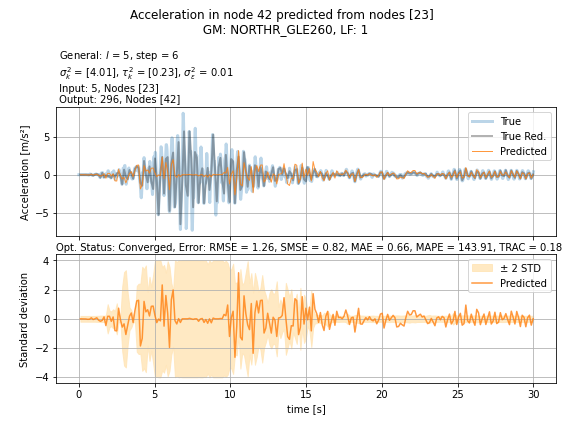 Acceleration in node 42 predicted from nodes [23]
GM: NORTHR_GLE260, LF: 1
General: l = 5, step = 6
σ²ₖ = [4.01], τ²ₖ = [0.23], σ²ε = 0.01
Input: 5, Nodes [23]
Output: 296, Nodes [42]
Acceleration [m/s²]
5
0
−5
True
True Red.
Predicted
Opt. Status: Converged, Error: RMSE = 1.26, SMSE = 0.82, MAE = 0.66, MAPE = 143.91, TRAC = 0.18
Standard deviation
4
2
0
−2
−4
± 2 STD
Predicted
0 5 10 15 20 25 30
time [s]